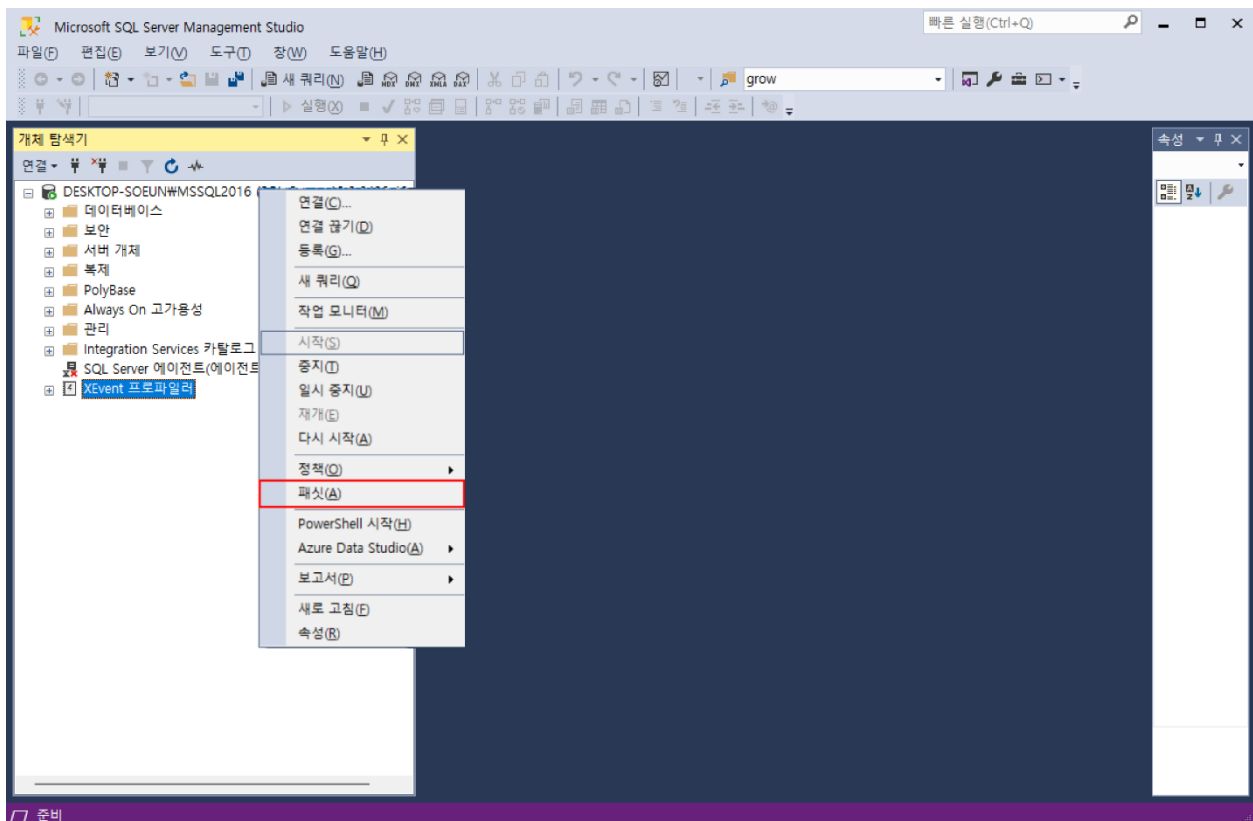 Microsoft SQL Server Management Studio
빠른 실행(Ctrl+Q)
파일(F) 편집(E) 보기(V) 도구(T) 창(W) 도움말(H)
새 쿼리(N) MDX DMX XMLA DAX grow
실행(X)
개체 탐색기
속성
연결
DESKTOP-SOEUN₩MSSQL2016
데이터베이스
보안
서버 개체
복제
PolyBase
Always On 고가용성
관리
Integration Services 카탈로그
SQL Server 에이전트(에이전트
XEvent 프로파일러
연결(C)...
연결 끊기(D)
등록(G)...
새 쿼리(Q)
작업 모니터(M)
시작(S)
중지(T)
일시 중지(U)
재개(E)
다시 시작(A)
정책(O)
패싯(A)
PowerShell 시작(H)
Azure Data Studio(A)
보고서(P)
새로 고침(F)
속성(R)
준비